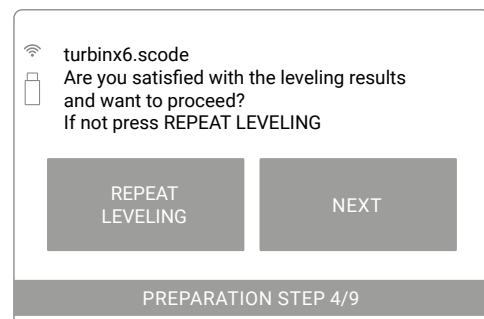 turbinx6.scode
Are you satisfied with the leveling results
and want to proceed?
If not press REPEAT LEVELING
REPEAT
LEVELING
NEXT
PREPARATION STEP 4/9